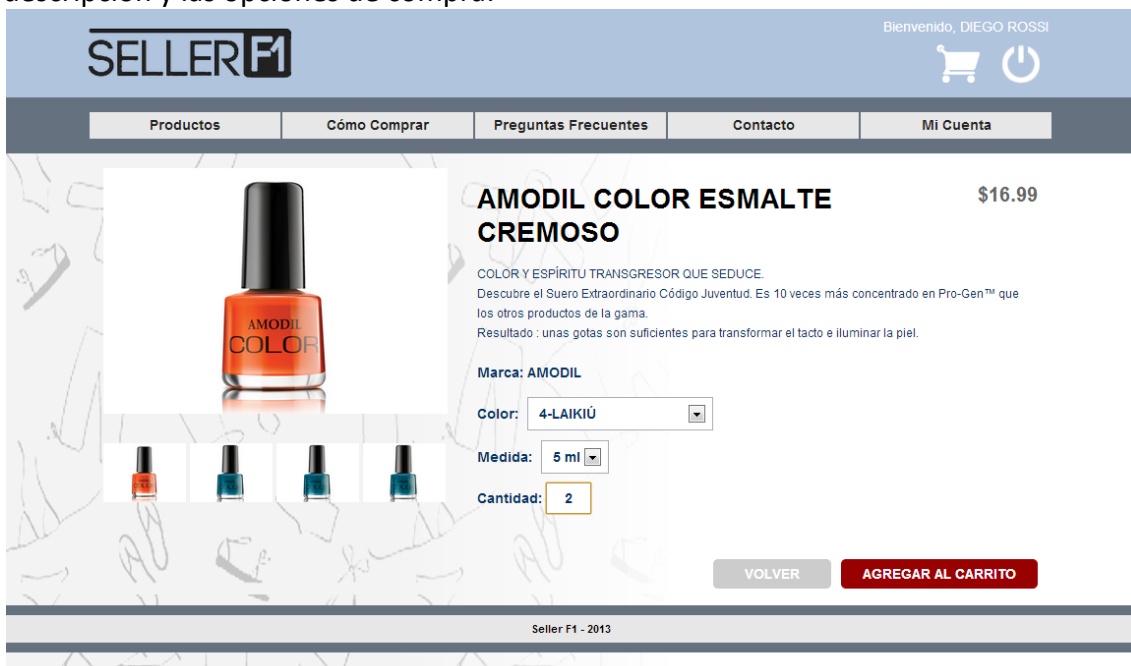 descripción y las opciones de compra.
Bienvenido, DIEGO ROSSI
SELLER F1
Productos
Cómo Comprar
Preguntas Frecuentes
Contacto
Mi Cuenta
AMODIL COLOR ESMALTE
CREMOSO
$16.99
COLOR Y ESPÍRITU TRANSGRESOR QUE SEDUCE.
Descubre el Suero Extraordinario Código Juventud. Es 10 veces más concentrado en Pro-Gen™ que
los otros productos de la gama.
Resultado : unas gotas son suficientes para transformar el tacto e iluminar la piel.
AMODIL
COLOR
Marca: AMODIL
Color: 4-LAIKIÚ
Medida: 5 ml
Cantidad: 2
VOLVER
AGREGAR AL CARRITO
Seller F1 - 2013